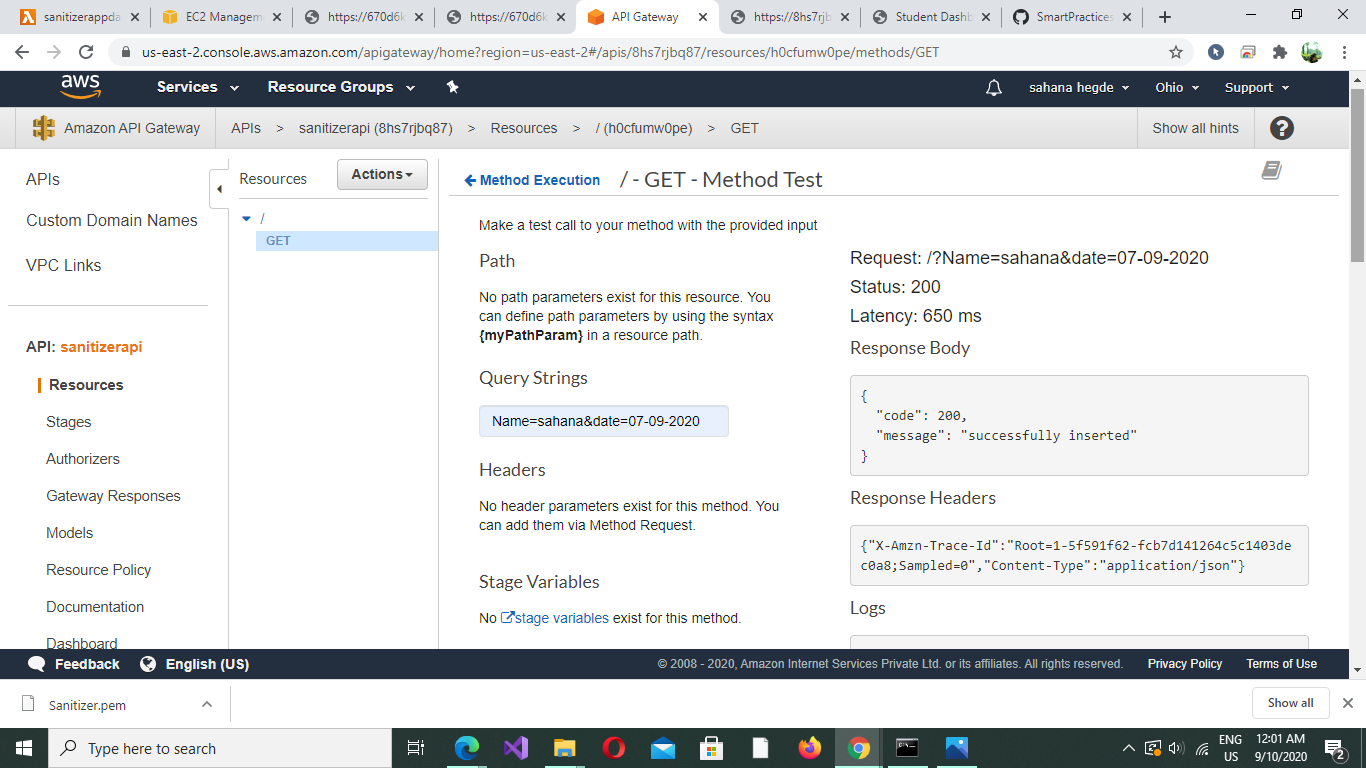 sanitizerappda
EC2 Managem
https://670d6k
https://670d6k
API Gateway
https://8hs7rjb
Student Dashb
SmartPractices
us-east-2.console.aws.amazon.com/apigateway/home?region=us-east-2#/apis/8hs7rjbq87/resources/h0cfumw0pe/methods/GET
aws Services Resource Groups sahana hegde Ohio Support
Amazon API Gateway APIs > sanitizerapi (8hs7rjbq87) > Resources > / (h0cfumw0pe) > GET Show all hints ?
APIs
Custom Domain Names
VPC Links
API: sanitizerapi
Resources
Stages
Authorizers
Gateway Responses
Models
Resource Policy
Documentation
Dashboard
Resources Actions
/
GET
Method Execution / - GET - Method Test
Make a test call to your method with the provided input
Path
No path parameters exist for this resource. You
can define path parameters by using the syntax
{myPathParam} in a resource path.
Query Strings
Name=sahana&date=07-09-2020
Headers
No header parameters exist for this method. You
can add them via Method Request.
Stage Variables
No stage variables exist for this method.
Request: /?Name=sahana&date=07-09-2020
Status: 200
Latency: 650 ms
Response Body
{
"code": 200,
"message": "successfully inserted"
}
Response Headers
{"X-Amzn-Trace-Id":"Root=1-5f591f62-fcb7d141264c5c1403de
c0a8;Sampled=0","Content-Type":"application/json"}
Logs
Feedback English (US) © 2008 - 2020, Amazon Internet Services Private Ltd. or its affiliates. All rights reserved. Privacy Policy Terms of Use
Sanitizer.pem Show all
Type here to search
ENG
US
12:01 AM
9/10/2020
2